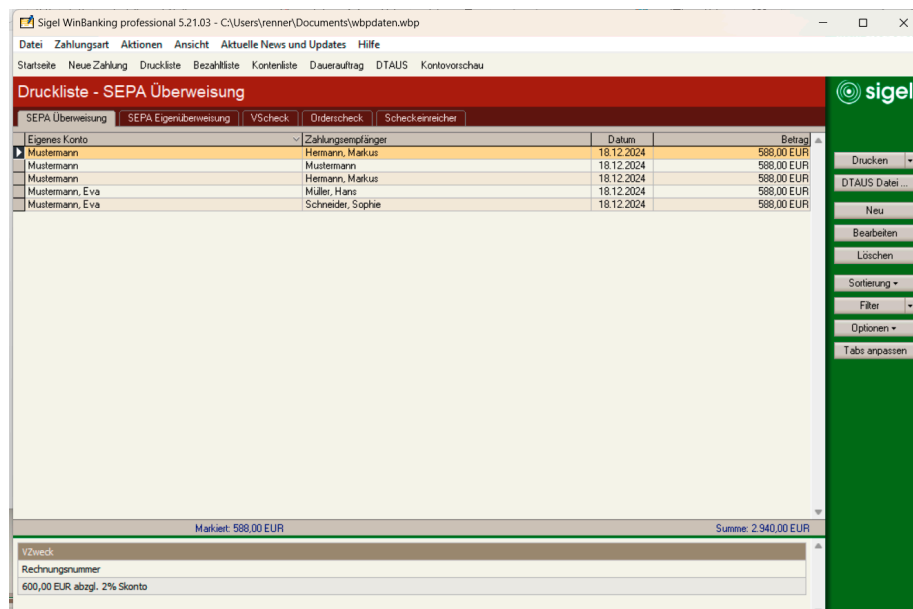 Sigel WinBanking professional 5.21.03 - C:\Users\renner\Documents\wbpdaten.wbp
Datei Zahlungsart Aktionen Ansicht Aktuelle News und Updates Hilfe
Startseite Neue Zahlung Druckliste Bezahltliste Kontenliste Dauerauftrag DTAUS Kontovorschau
Druckliste - SEPA Überweisung
sigel
SEPA Überweisung SEPA Eigenüberweisung VScheck Orderscheck Scheckeinreicher
Eigenes Konto Zahlungsempfänger Datum Betrag
Mustermann Hermann, Markus 18.12.2024 588,00 EUR
Mustermann Mustermann 18.12.2024 588,00 EUR
Mustermann Hermann, Markus 18.12.2024 588,00 EUR
Mustermann, Eva Müller, Hans 18.12.2024 588,00 EUR
Mustermann, Eva Schneider, Sophie 18.12.2024 588,00 EUR
Drucken
DTAUS Datei ...
Neu
Bearbeiten
Löschen
Sortierung
Filter
Optionen
Tabs anpassen
Markiert: 588,00 EUR Summe: 2.940,00 EUR
VZweck
Rechnungsnummer
600,00 EUR abzgl. 2% Skonto